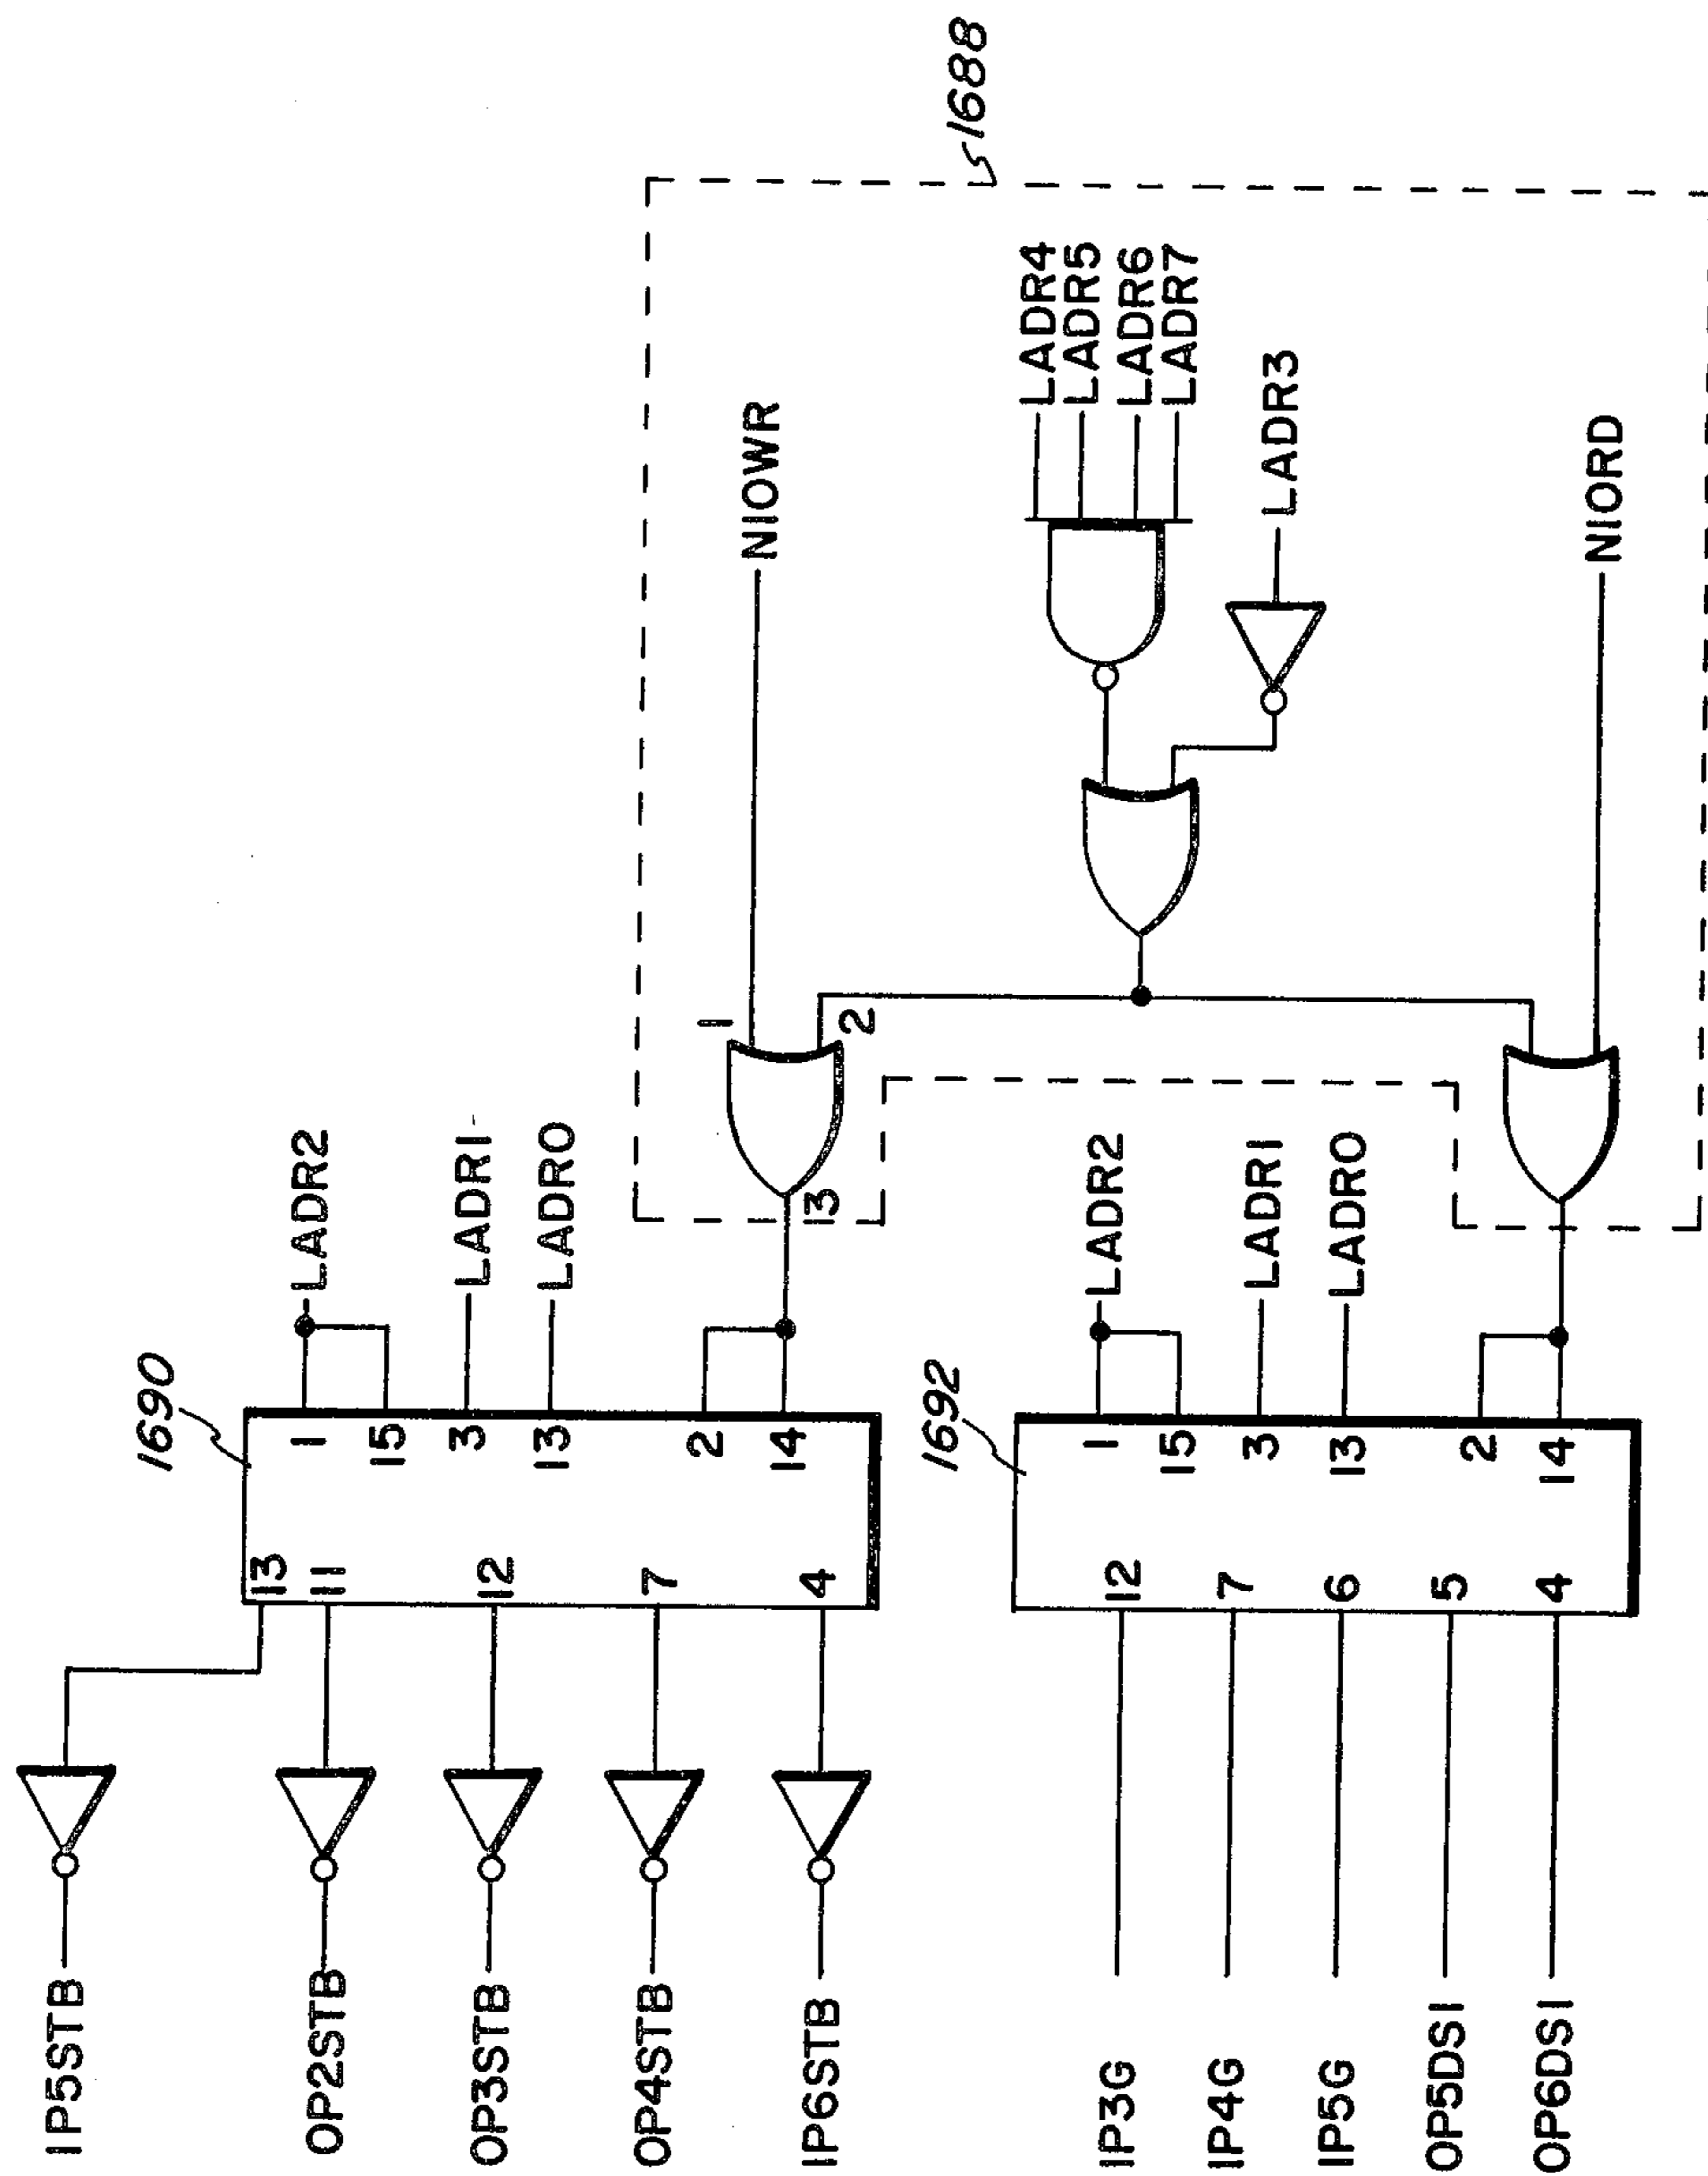 1688
NIOWR
LADR4
LADR5
LADR6
LADR7
LADR3
NIORD
1
2
3
LADR2
LADR1
LADR0
LADR2
LADR1
LADR0
1690
1
15
3
13
2
14
13
11
12
7
4
1692
1
15
3
13
2
14
12
7
6
5
4
IP5STB
OP2STB
OP3STB
OP4STB
IP6STB
IP3G
IP4G
IP5G
OP5DS1
OP6DS1